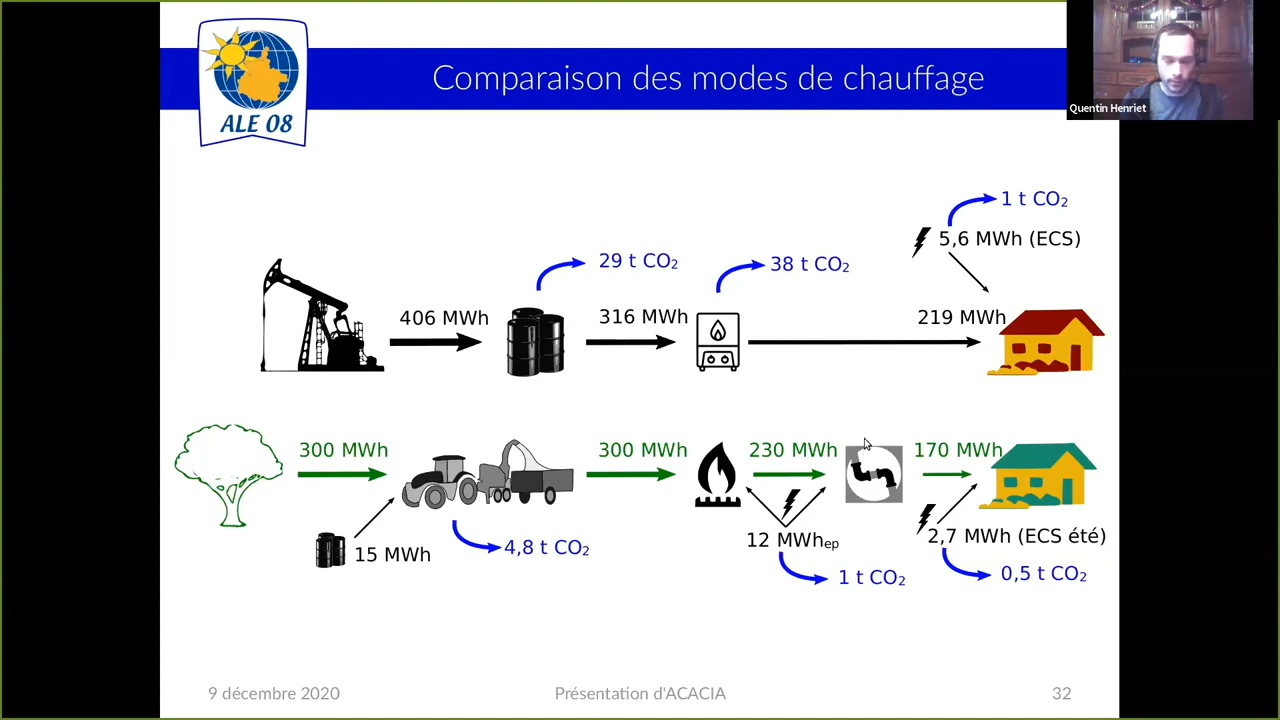 Comparaison des modes de chauffage
ALE 08
Quentin Henriet
1 t CO₂
5,6 MWh (ECS)
29 t CO₂
38 t CO₂
406 MWh
316 MWh
219 MWh
300 MWh
300 MWh
230 MWh
170 MWh
15 MWh
4,8 t CO₂
12 MWhep
2,7 MWh (ECS été)
1 t CO₂
0,5 t CO₂
9 décembre 2020
Présentation d'ACACIA
32